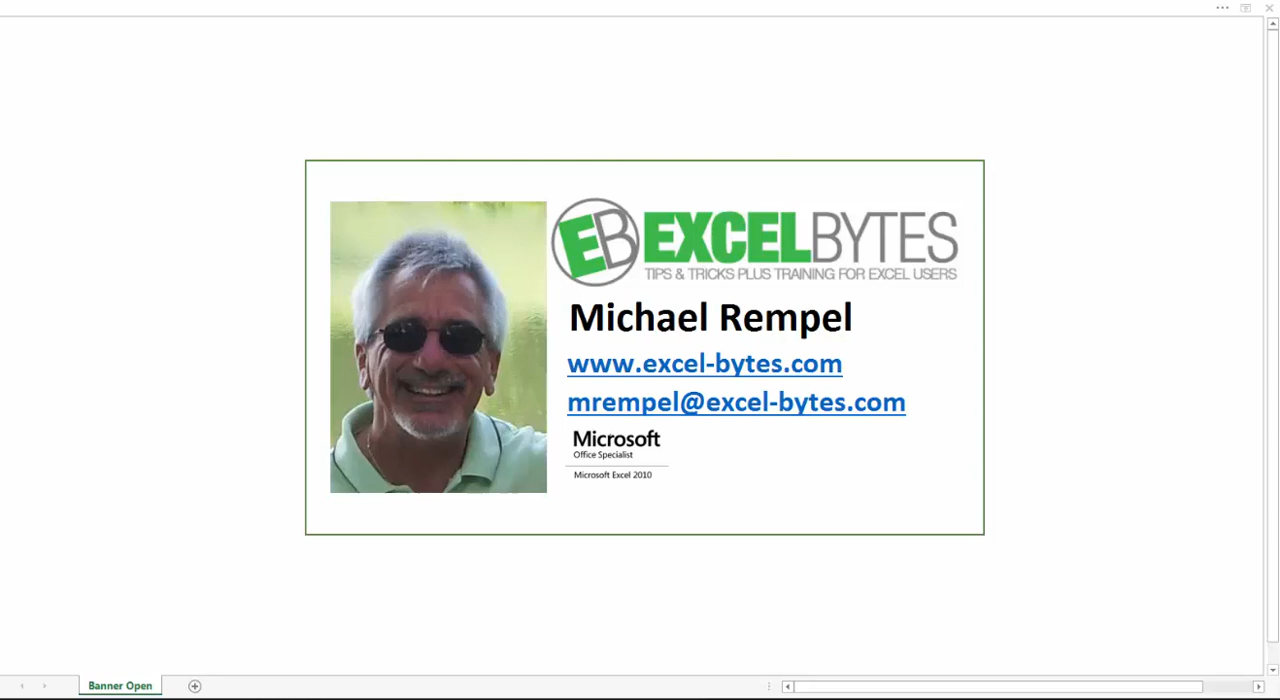 EB EXCELBYTES
TIPS & TRICKS PLUS TRAINING FOR EXCEL USERS
Michael Rempel
www.excel-bytes.com
mrempel@excel-bytes.com
Microsoft
Office Specialist
Microsoft Excel 2010
Banner Open